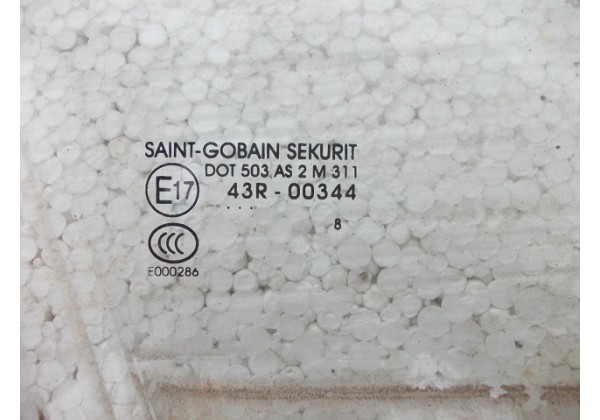 SAINT-GOBAIN SEKURIT
DOT 503 AS 2 M 311
E17 43R - 00344
. . . .
8
CCC
E000286